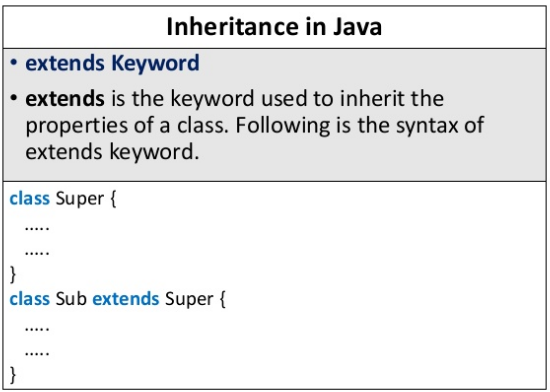 Inheritance in Java
• extends Keyword
• extends is the keyword used to inherit the
properties of a class. Following is the syntax of
extends keyword.
class Super {
.....
.....
}
class Sub extends Super {
.....
.....
}